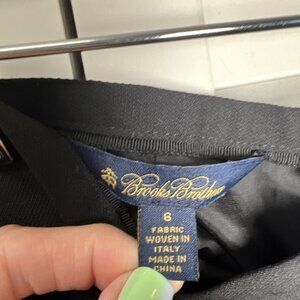 Brooks Brothers
6
FABRIC
WOVEN IN
ITALY
MADE IN
CHINA